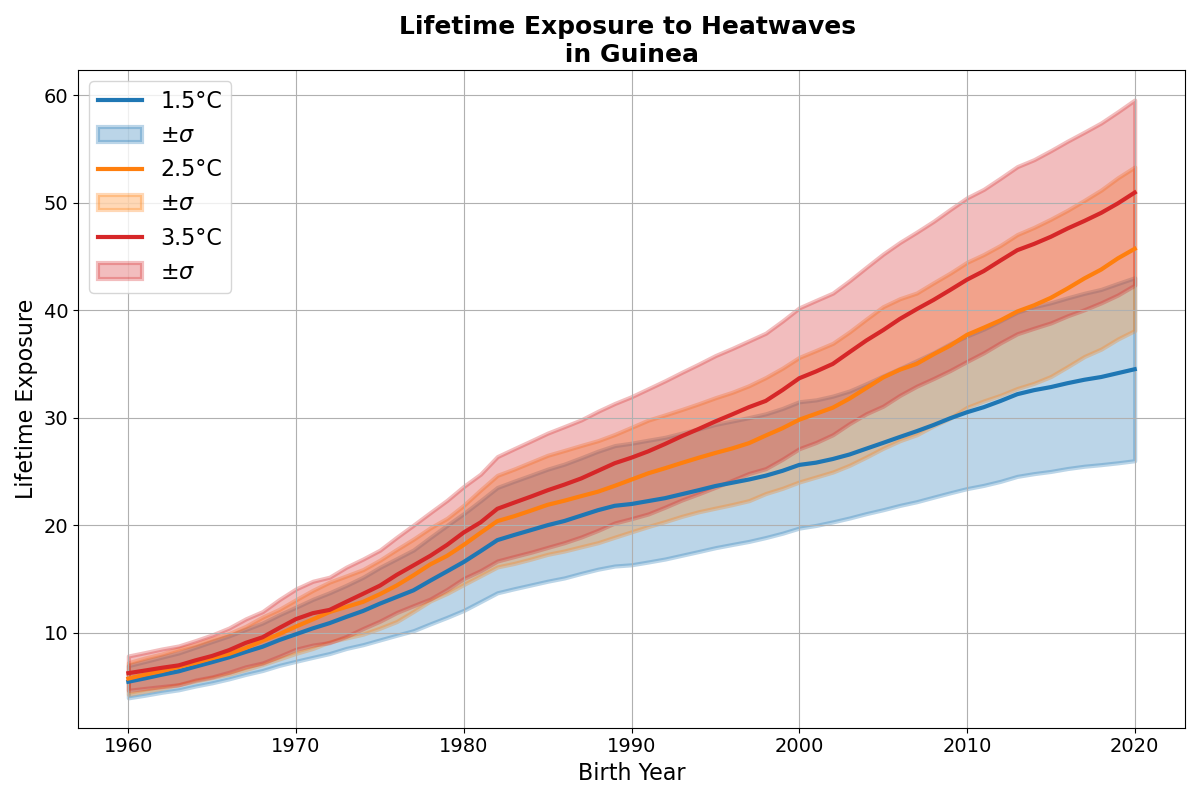 Lifetime Exposure to Heatwaves
in Guinea
1.5°C
±σ
2.5°C
±σ
3.5°C
±σ
Lifetime Exposure
60
50
40
30
20
10
1960 1970 1980 1990 2000 2010 2020
Birth Year